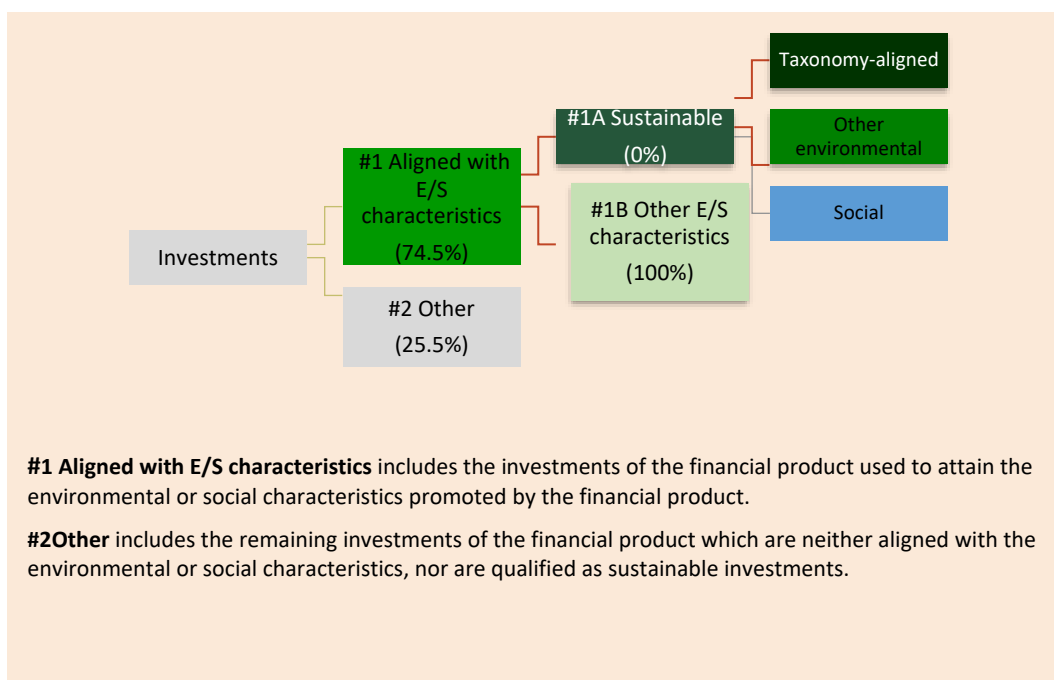 Investments
#1 Aligned with
E/S
characteristics
(74.5%)
#2 Other
(25.5%)
#1A Sustainable
(0%)
#1B Other E/S
characteristics
(100%)
Taxonomy-aligned
Other
environmental
Social
#1 Aligned with E/S characteristics includes the investments of the financial product used to attain the
environmental or social characteristics promoted by the financial product.
#2Other includes the remaining investments of the financial product which are neither aligned with the
environmental or social characteristics, nor are qualified as sustainable investments.